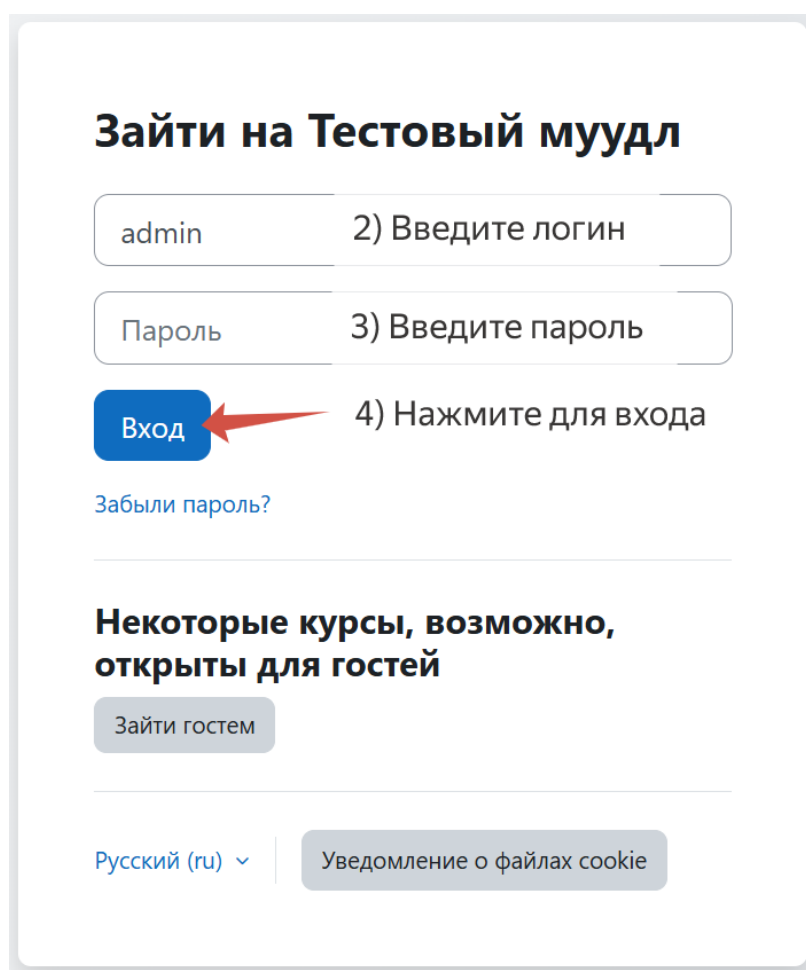 Зайти на Тестовый муудл
admin 2) Введите логин
Пароль 3) Введите пароль
Вход 4) Нажмите для входа
Забыли пароль?
Некоторые курсы, возможно,
открыты для гостей
Зайти гостем
Русский (ru) Уведомление о файлах cookie